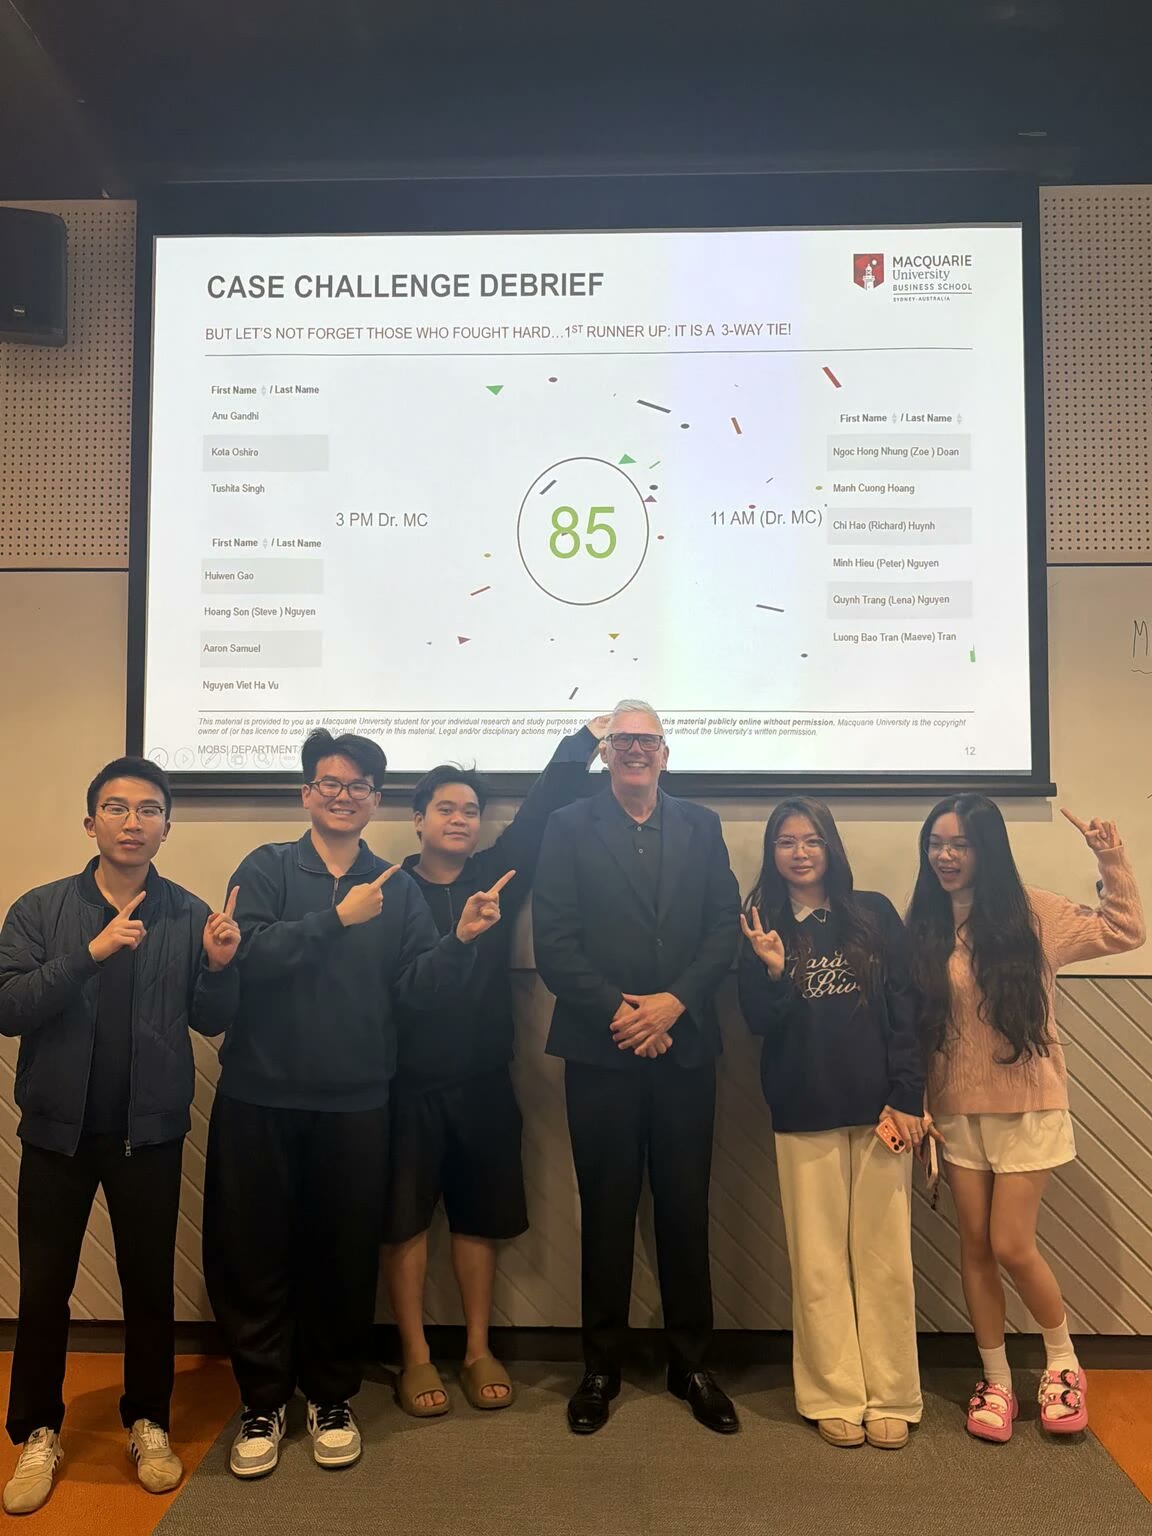 CASE CHALLENGE DEBRIEF
MACQUARIE
University
BUSINESS SCHOOL
SYDNEY-AUSTRALIA
BUT LET'S NOT FORGET THOSE WHO FOUGHT HARD...1ST RUNNER UP: IT IS A 3-WAY TIE!
First Name / Last Name
Anu Gandhi
Kota Oshiro
Tushita Singh
3 PM Dr. MC
First Name / Last Name
Huiwen Gao
Hoang Son (Steve ) Nguyen
Aaron Samuel
Nguyen Viet Ha Vu
85
11 AM (Dr. MC)
First Name / Last Name
Ngoc Hong Nhung (Zoe ) Doan
Manh Cuong Hoang
Chi Hao (Richard) Huynh
Minh Hieu (Peter) Nguyen
Quynh Trang (Lena) Nguyen
Luong Bao Tran (Maeve) Tran
This material is provided to you as a Macquarie University student for your individual research and study purposes this material publicly online without permission. Macquarie University is the copyright
owner of (or has licence to use) intellectual property in this material. Legal and/or disciplinary actions may be without the University's written permission.
MQBS| DEPARTMENT
12
M